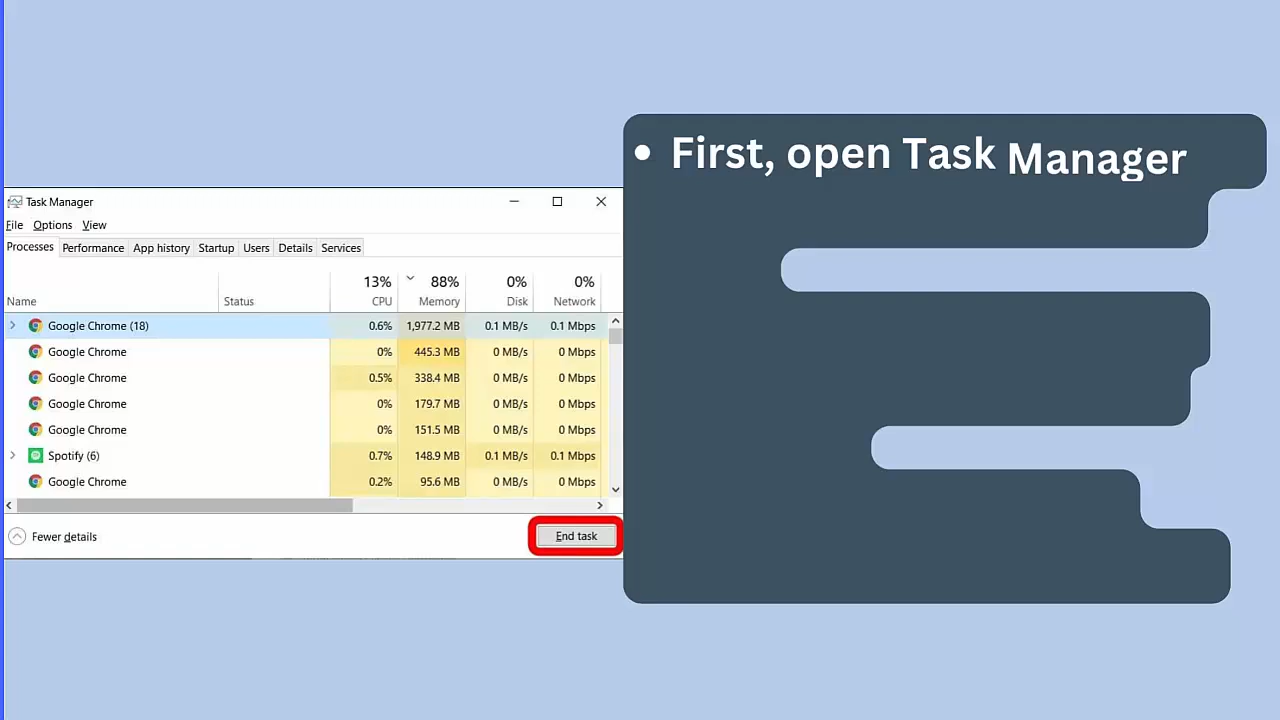 Task Manager
File Options View
Processes Performance App history Startup Users Details Services
13% 88% 0% 0%
Name Status CPU Memory Disk Network
Google Chrome (18) 0.6% 1,977.2 MB 0.1 MB/s 0.1 Mbps
Google Chrome 0% 445.3 MB 0 MB/s 0 Mbps
Google Chrome 0.5% 338.4 MB 0 MB/s 0 Mbps
Google Chrome 0% 179.7 MB 0 MB/s 0 Mbps
Google Chrome 0% 151.5 MB 0 MB/s 0 Mbps
Spotify (6) 0.7% 148.9 MB 0.1 MB/s 0.1 Mbps
Google Chrome 0.2% 95.6 MB 0 MB/s 0 Mbps
Fewer details End task
• First, open Task Manager